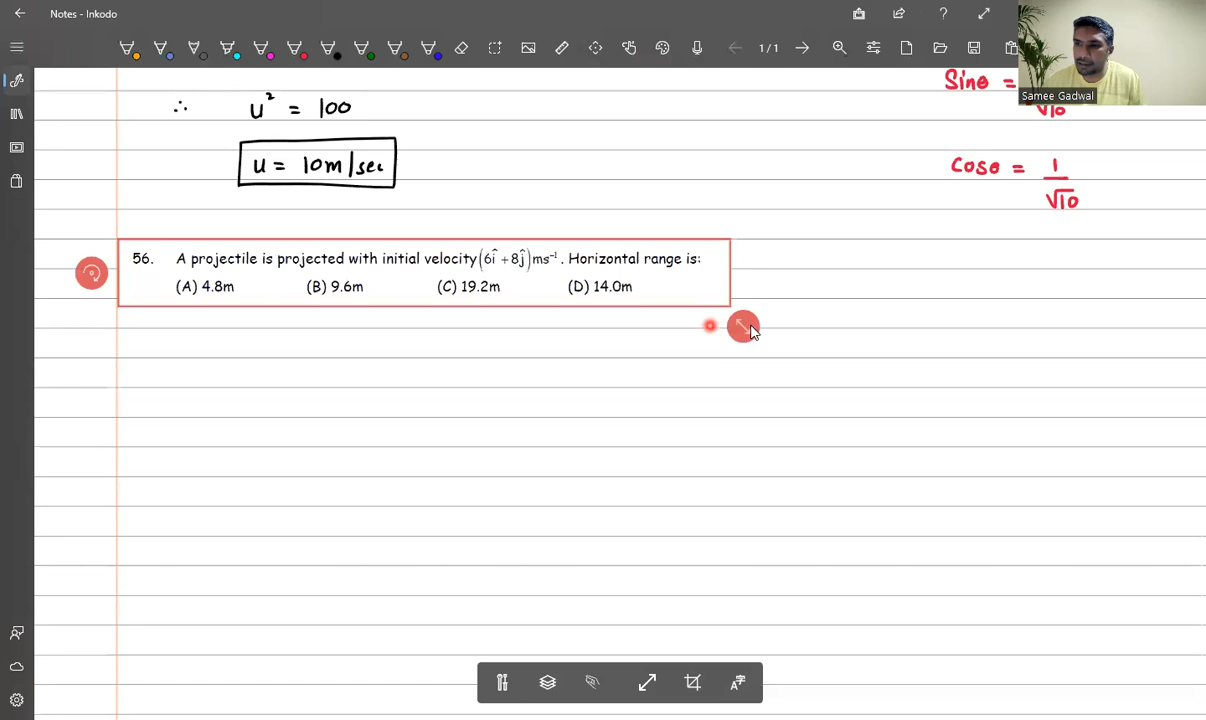 Notes - Inkodo
1/1
Samee Gadwal
Sinθ =
√10
∴ u² = 100
u = 10m/sec
Cosθ = 1/√10
56. A projectile is projected with initial velocity (6î + 8ĵ) ms⁻¹. Horizontal range is:
(A) 4.8m (B) 9.6m (C) 19.2m (D) 14.0m